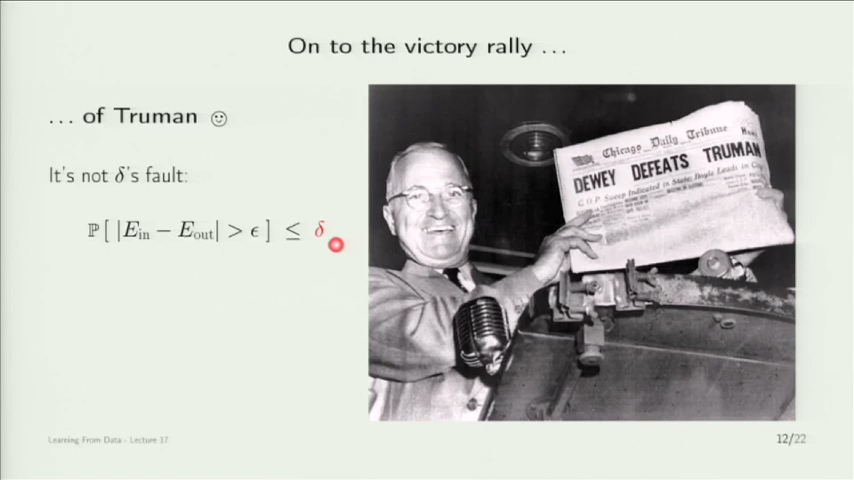 On to the victory rally ...
... of Truman ☺
It's not δ's fault:
ℙ [ |E_in − E_out| > ϵ ] ≤ δ
Chicago Daily Tribune
DEWEY DEFEATS TRUMAN
G.O.P. Sweep Indicated in State; Boyle Leads in City
Learning From Data - Lecture 17
12/22